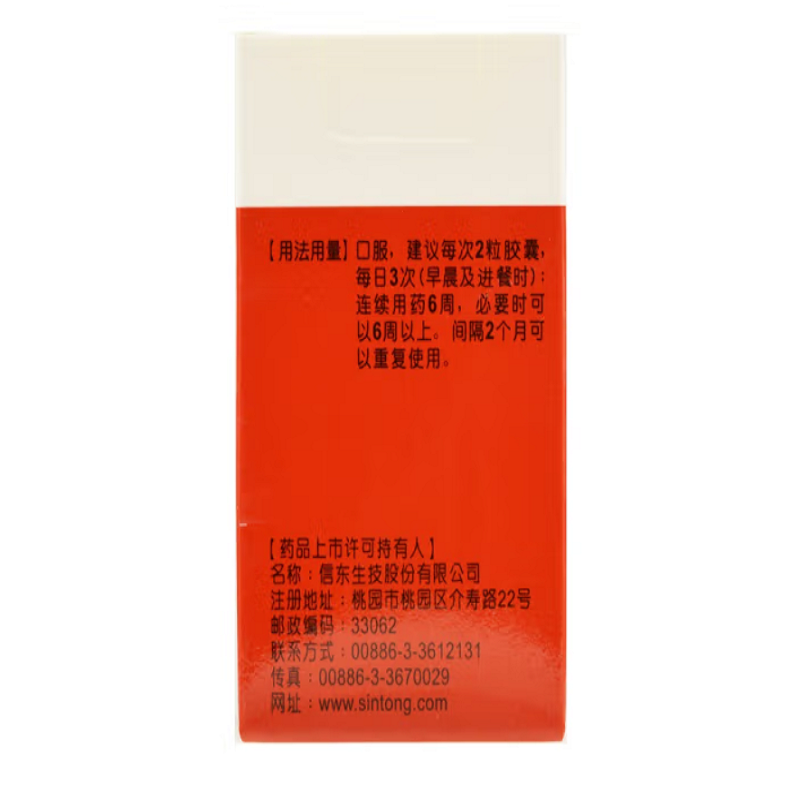 【用法用量】口服，建议每次2粒胶囊，
每日3次(早晨及进餐时)；
连续用药6周，必要时可
以6周以上。间隔2个月可
以重复使用。
【药品上市许可持有人】
名称：信东生技股份有限公司
注册地址：桃园市桃园区介寿路22号
邮政编码：33062
联系方式：00886-3-3612131
传真：00886-3-3670029
网址：www.sintong.com